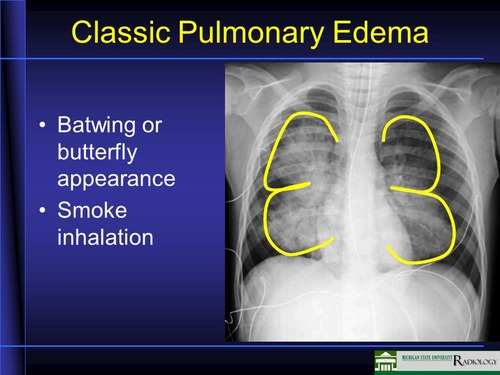 Classic Pulmonary Edema
• Batwing or
butterfly
appearance
• Smoke
inhalation
MICHIGAN STATE UNIVERSITY
RADIOLOGY